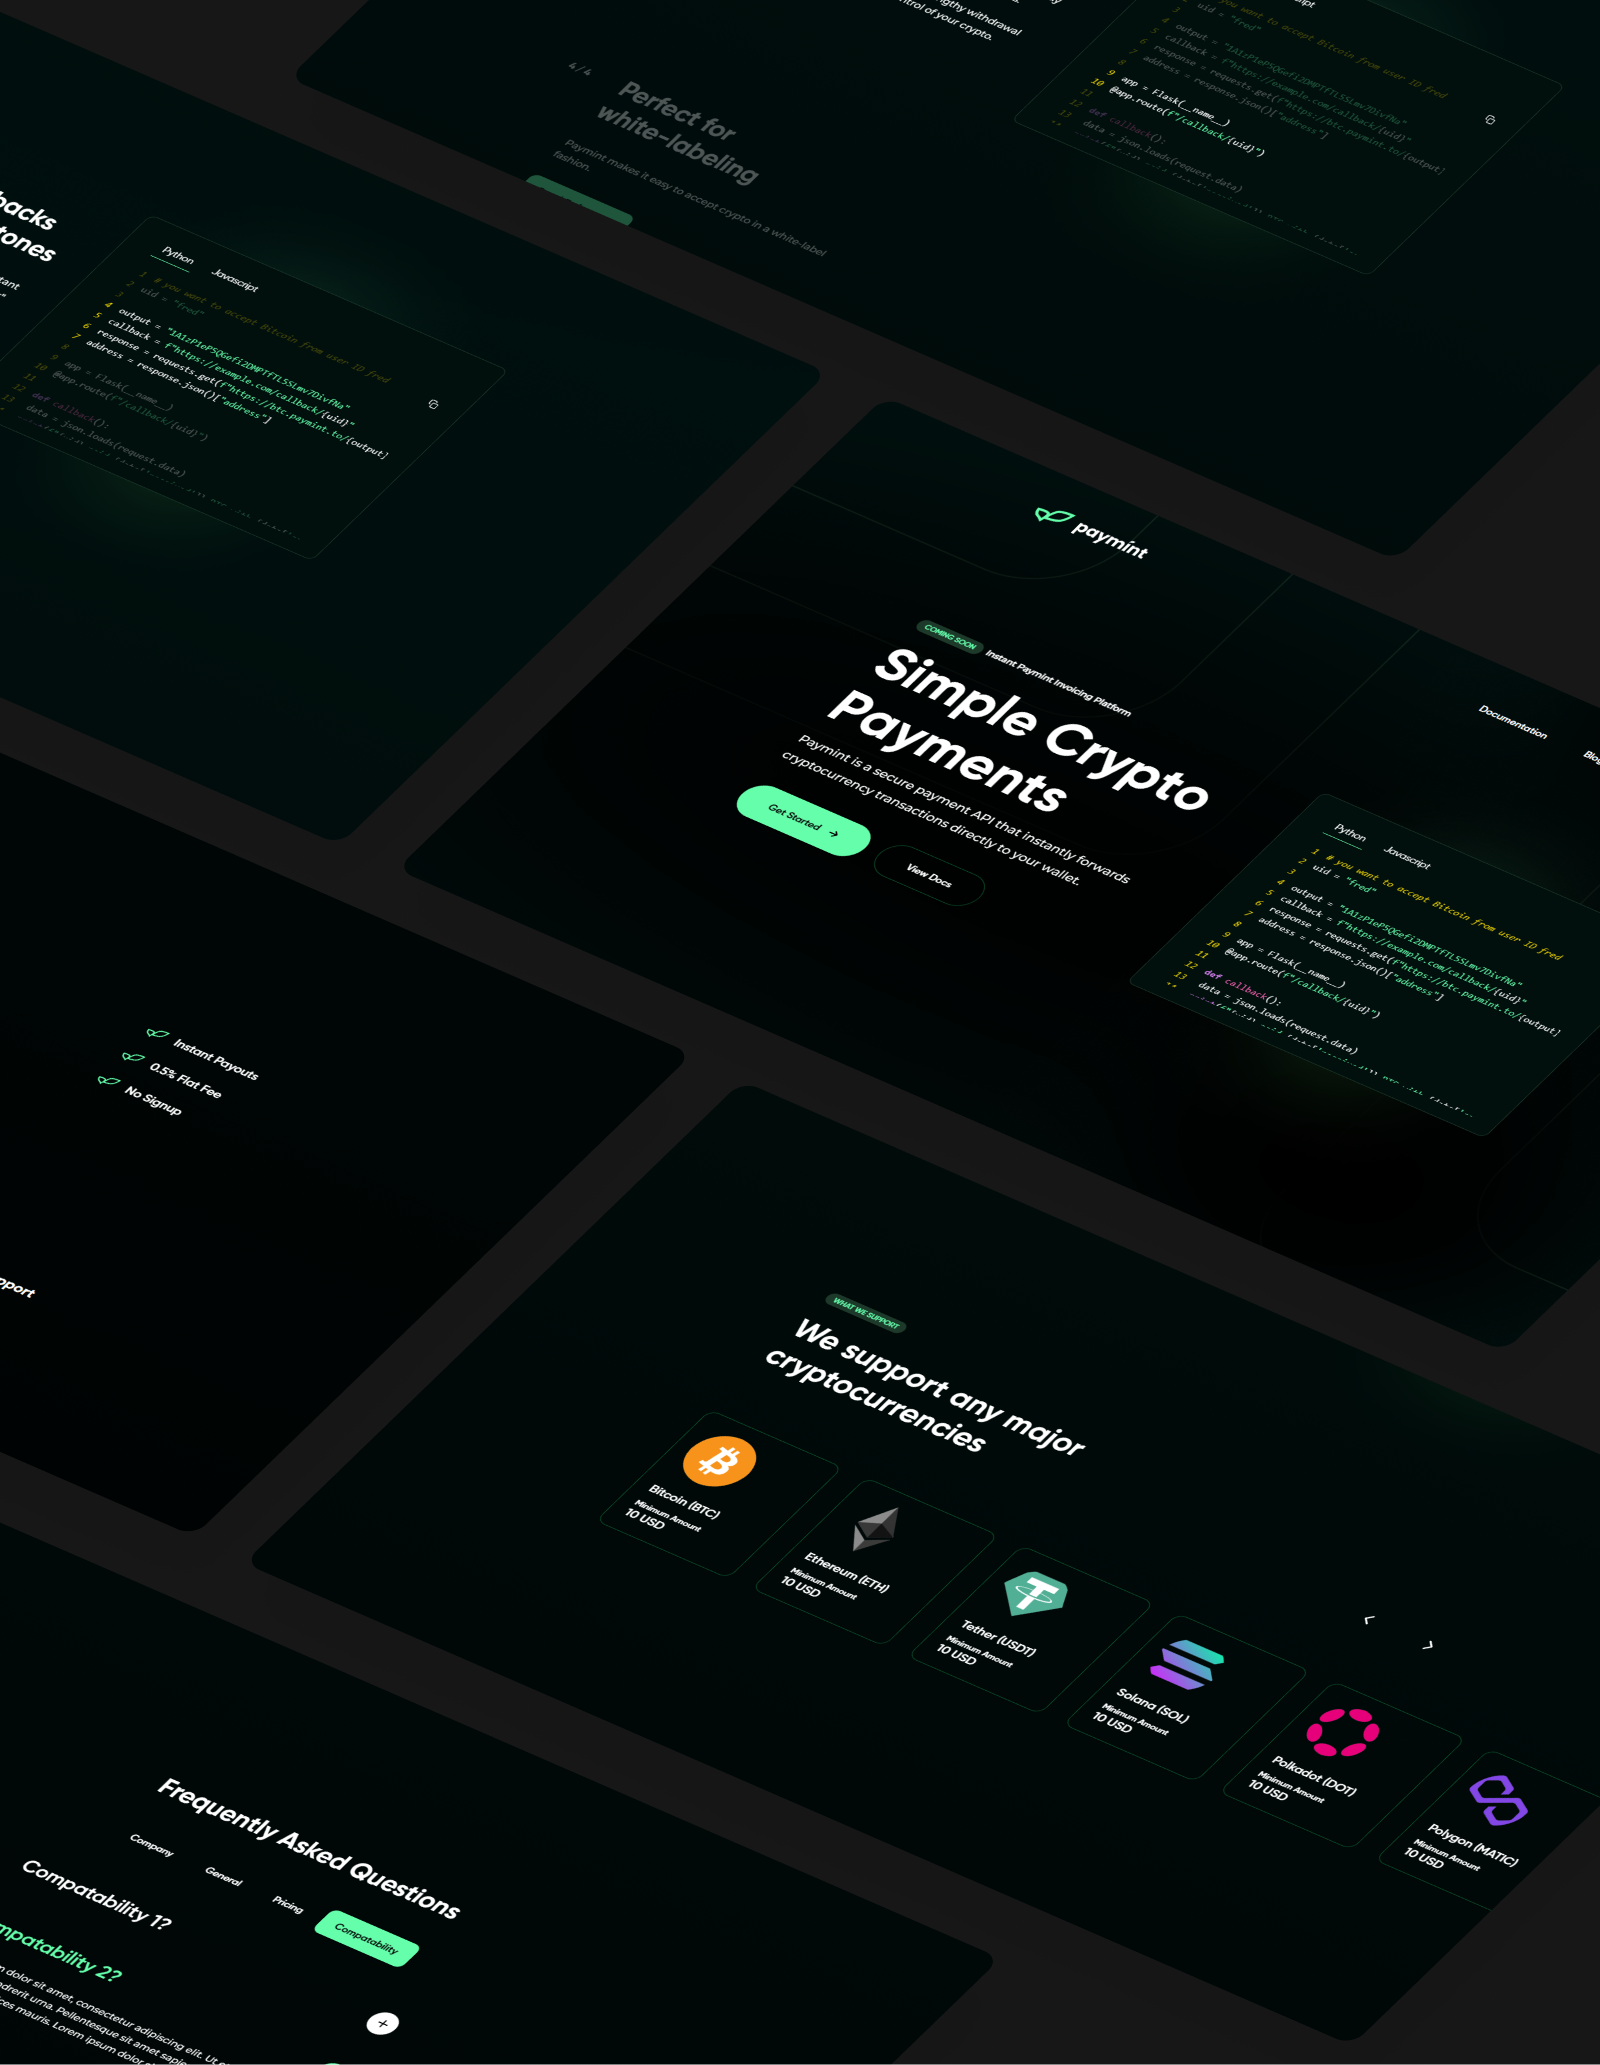 ngthy withdrawal
ntrol of your crypto.
4/4
Perfect for
white-labeling
Paymint makes it easy to accept crypto in a white-label
fashion.
you want to accept Bitcoin from user ID fred
uid = "fred"
4
output = "1A1zP1eP5QGefi2DMPTfTL5SLmv7DivfNa"
5
callback = f"https://example.com/callback/{uid}"
6
response = requests.get(f"https://btc.paymint.to/{output}
7
address = response.json()["address"]
8
9
app = Flask(__name__)
10
@app.route(f"/callback/{uid}")
11
12
def callback():
13
data = json.loads(request.data)
backs
tones
tant
Python
Javascript
1 # you want to accept Bitcoin from user ID fred
2 uid = "fred"
3
4 output = "1A1zP1eP5QGefi2DMPTfTL5SLmv7DivfNa"
5 callback = f"https://example.com/callback/{uid}"
6 response = requests.get(f"https://btc.paymint.to/{output}
7 address = response.json()["address"]
8
9 app = Flask(__name__)
10 @app.route(f"/callback/{uid}")
11
12 def callback():
13 data = json.loads(request.data)
paymint
Documentation
Blog
COMING SOON Instant Paymint Invoicing Platform
Simple Crypto
Payments
Paymint is a secure payment API that instantly forwards
cryptocurrency transactions directly to your wallet.
Get Started →
View Docs
Python
Javascript
1 # you want to accept Bitcoin from user ID fred
2 uid = "fred"
3
4 output = "1A1zP1eP5QGefi2DMPTfTL5SLmv7DivfNa"
5 callback = f"https://example.com/callback/{uid}"
6 response = requests.get(f"https://btc.paymint.to/{output}
7 address = response.json()["address"]
8
9 app = Flask(__name__)
10 @app.route(f"/callback/{uid}")
11
12 def callback():
13 data = json.loads(request.data)
Instant Payouts
0.5% Flat Fee
No Signup
pport
WHAT WE SUPPORT
We support any major
cryptocurrencies
Bitcoin (BTC)
Minimum Amount
10 USD
Ethereum (ETH)
Minimum Amount
10 USD
Tether (USDT)
Minimum Amount
10 USD
Solana (SOL)
Minimum Amount
10 USD
Polkadot (DOT)
Minimum Amount
10 USD
Polygon (MATIC)
Minimum Amount
10 USD
Frequently Asked Questions
Company
General
Pricing
Compatability
Compatability 1?
mpatability 2?
m dolor sit amet, consectetur adipiscing elit. Ut
drerit urna. Pellentesque sit amet sapie
ces mauris. Lorem ipsum dolor